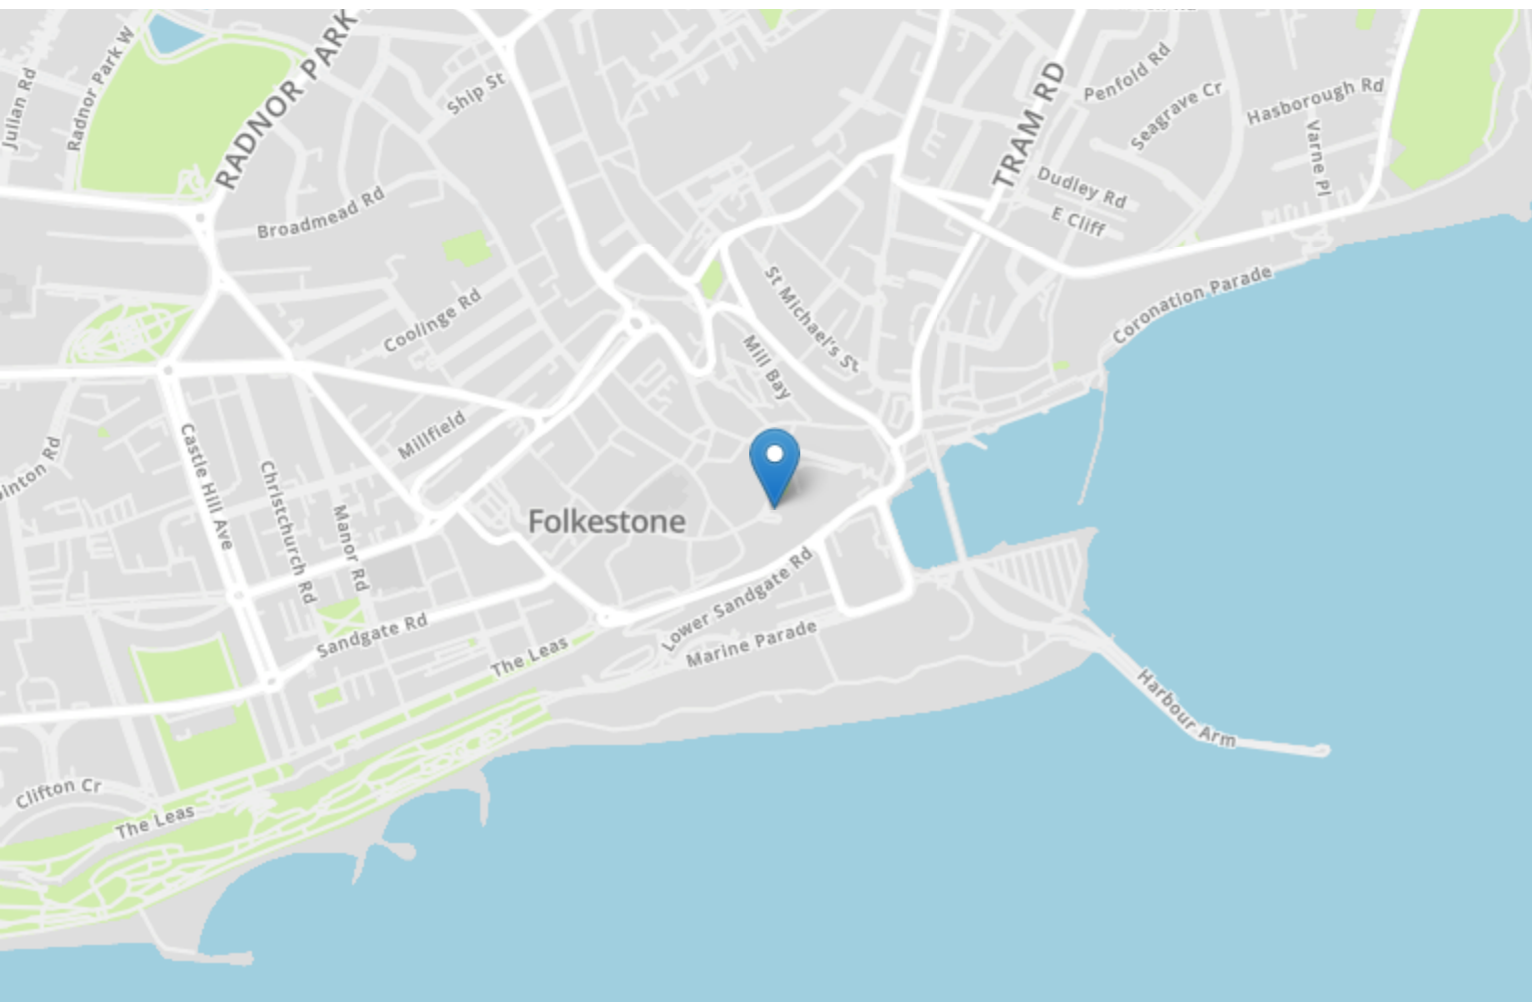 Julian Rd
Radnor Park W
RADNOR PARK
Ship St
TRAM RD
Penfold Rd
Seagrave Cr
Hasborough Rd
Varne Pl
Dudley Rd
E Cliff
Broadmead Rd
Coolinge Rd
St Michael's St
Mill Bay
Coronation Parade
Millfield
Castle Hill Ave
Christchurch Rd
Manor Rd
Folkestone
Lower Sandgate Rd
Marine Parade
Sandgate Rd
The Leas
Harbour Arm
Clifton Cr
The Leas